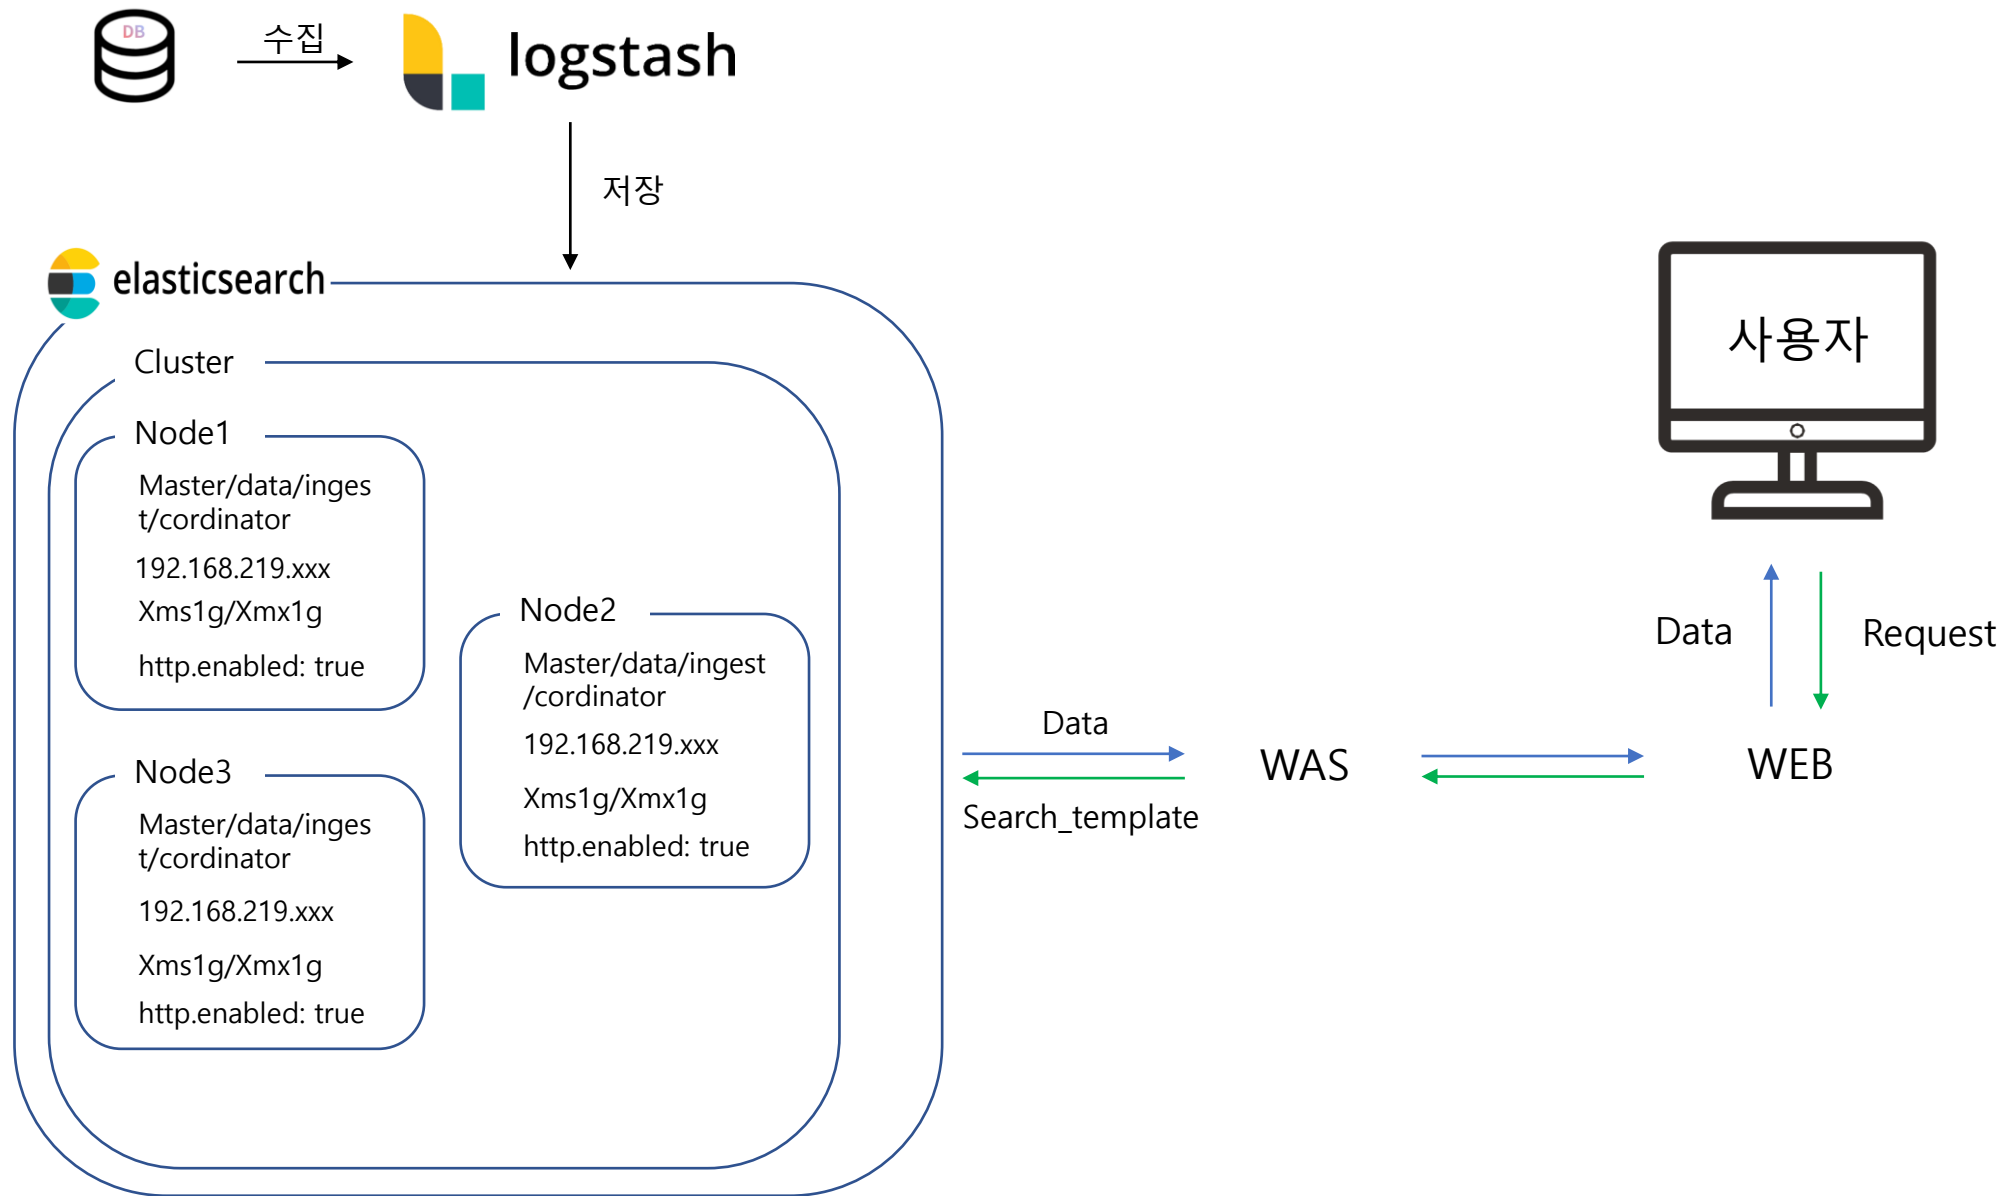 DB
수집
logstash
저장
elasticsearch
Cluster
Node1
Master/data/inges
t/cordinator
192.168.219.xxx
Xms1g/Xmx1g
http.enabled: true
Node2
Master/data/ingest
/cordinator
192.168.219.xxx
Xms1g/Xmx1g
http.enabled: true
Node3
Master/data/inges
t/cordinator
192.168.219.xxx
Xms1g/Xmx1g
http.enabled: true
Data
Search_template
WAS
WEB
사용자
Data
Request